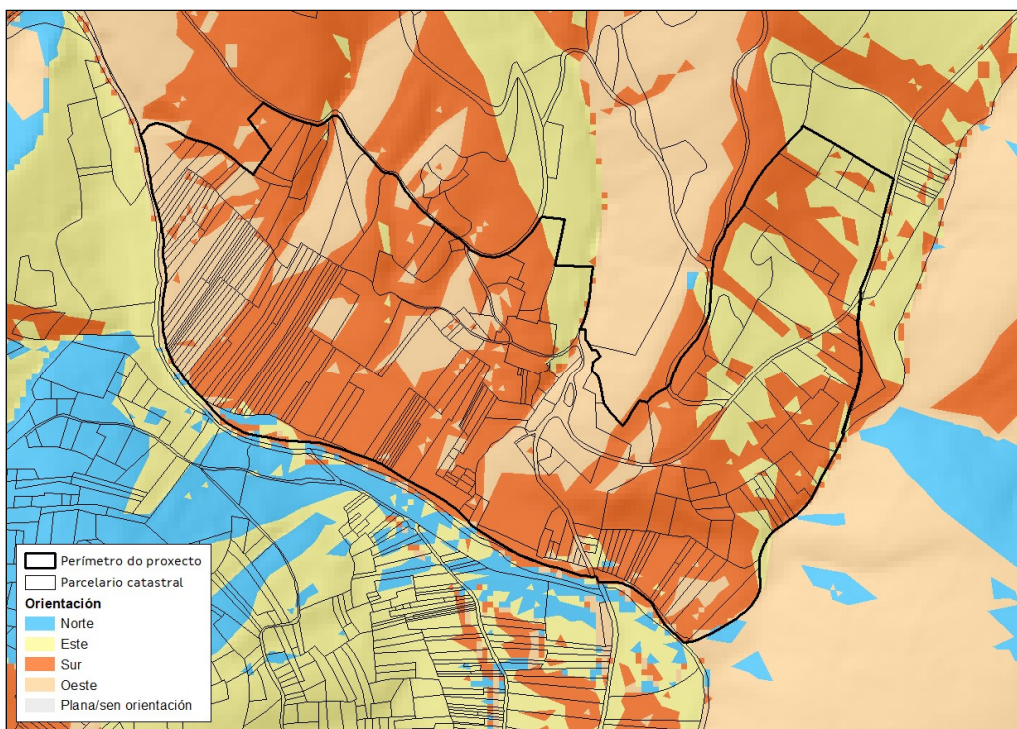 Perímetro do proxecto
Parcelario catastral
Orientación
Norte
Este
Sur
Oeste
Plana/sen orientación